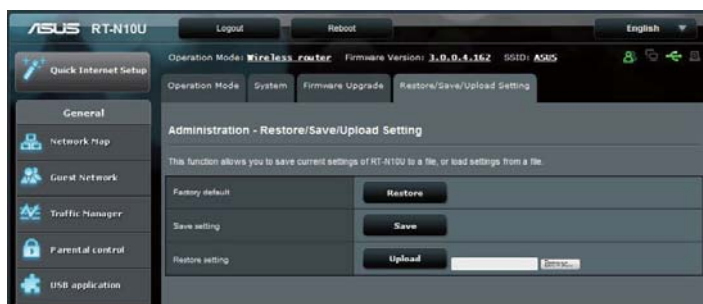 ASUS RT-N10U
Logout
Reboot
English
Quick Internet Setup
Operation Mode: Wireless router Firmware Version: 3.0.0.4.162 SSID: ASUS
Operation Mode
System
Firmware Upgrade
Restore/Save/Upload Setting
General
Network Map
Guest Network
Traffic Manager
Parental control
USB application
Administration - Restore/Save/Upload Setting
This function allows you to save current settings of RT-N10U to a file, or load settings from a file.
Factory default
Restore
Save setting
Save
Restore setting
Upload